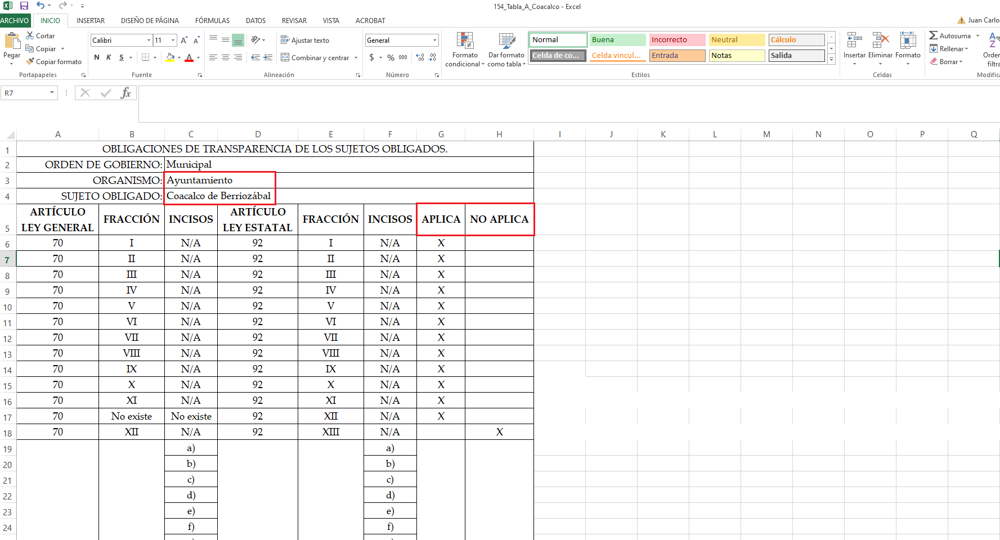 154_Tabla_A_Coacalco - Excel
ARCHIVO INICIO INSERTAR DISEÑO DE PÁGINA FÓRMULAS DATOS REVISAR VISTA ACROBAT Juan Carlo
Pegar Cortar Copiar Copiar formato Portapapeles
Calibri 11 A A N K S A Fuente
Ajustar texto Combinar y centrar Alineación
General $ % 000 Número
Formato condicional Dar formato como tabla
Normal Buena Incorrecto Neutral Cálculo
Celda de co... Celda vincul... Entrada Notas Salida
Estilos
Insertar Eliminar Formato Celdas
Autosuma Rellenar Borrar Orden filtra Modifica
R7 fx
A B C D E F G H I J K L M N O P Q
1 OBLIGACIONES DE TRANSPARENCIA DE LOS SUJETOS OBLIGADOS.
2 ORDEN DE GOBIERNO: Municipal
3 ORGANISMO: Ayuntamiento
4 SUJETO OBLIGADO: Coacalco de Berriozábal
5 ARTÍCULO LEY GENERAL FRACCIÓN INCISOS ARTÍCULO LEY ESTATAL FRACCIÓN INCISOS APLICA NO APLICA
6 70 I N/A 92 I N/A X
7 70 II N/A 92 II N/A X
8 70 III N/A 92 III N/A X
9 70 IV N/A 92 IV N/A X
10 70 V N/A 92 V N/A X
11 70 VI N/A 92 VI N/A X
12 70 VII N/A 92 VII N/A X
13 70 VIII N/A 92 VIII N/A X
14 70 IX N/A 92 IX N/A X
15 70 X N/A 92 X N/A X
16 70 XI N/A 92 XI N/A X
17 70 No existe No existe 92 XII N/A X
18 70 XII N/A 92 XIII N/A X
19 a) a)
20 b) b)
21 c) c)
22 d) d)
23 e) e)
24 f) f)